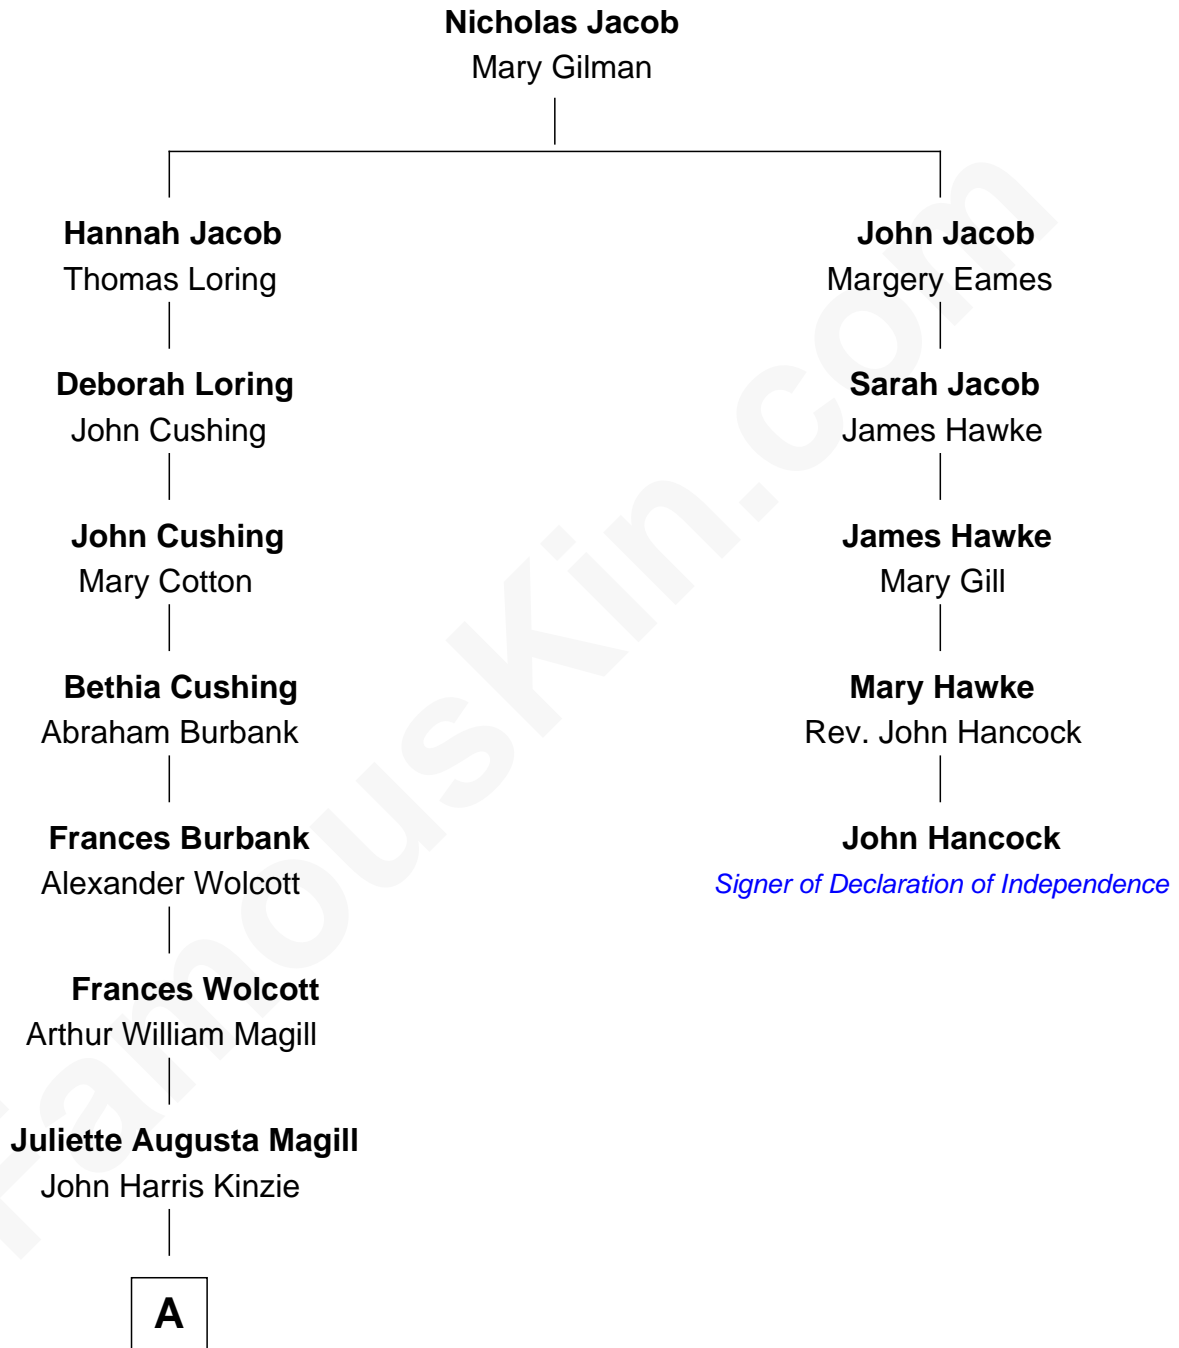 Nicholas Jacob
Mary Gilman
Hannah Jacob
Thomas Loring
Deborah Loring
John Cushing
John Cushing
Mary Cotton
Bethia Cushing
Abraham Burbank
Frances Burbank
Alexander Wolcott
Frances Wolcott
Arthur William Magill
Juliette Augusta Magill
John Harris Kinzie
A
John Jacob
Margery Eames
Sarah Jacob
James Hawke
James Hawke
Mary Gill
Mary Hawke
Rev. John Hancock
John Hancock
Signer of Declaration of Independence
FamousKin.com